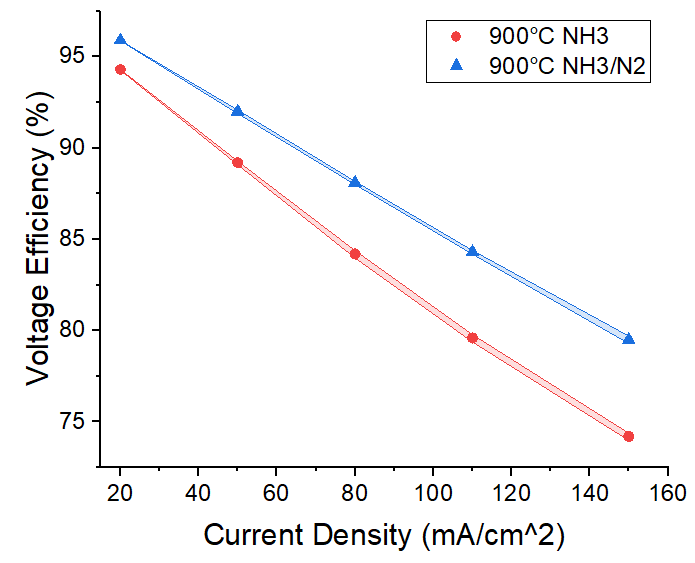 900°C NH3
900°C NH3/N2
95
90
85
80
75
Voltage Efficiency (%)
20 40 60 80 100 120 140 160
Current Density (mA/cm^2)